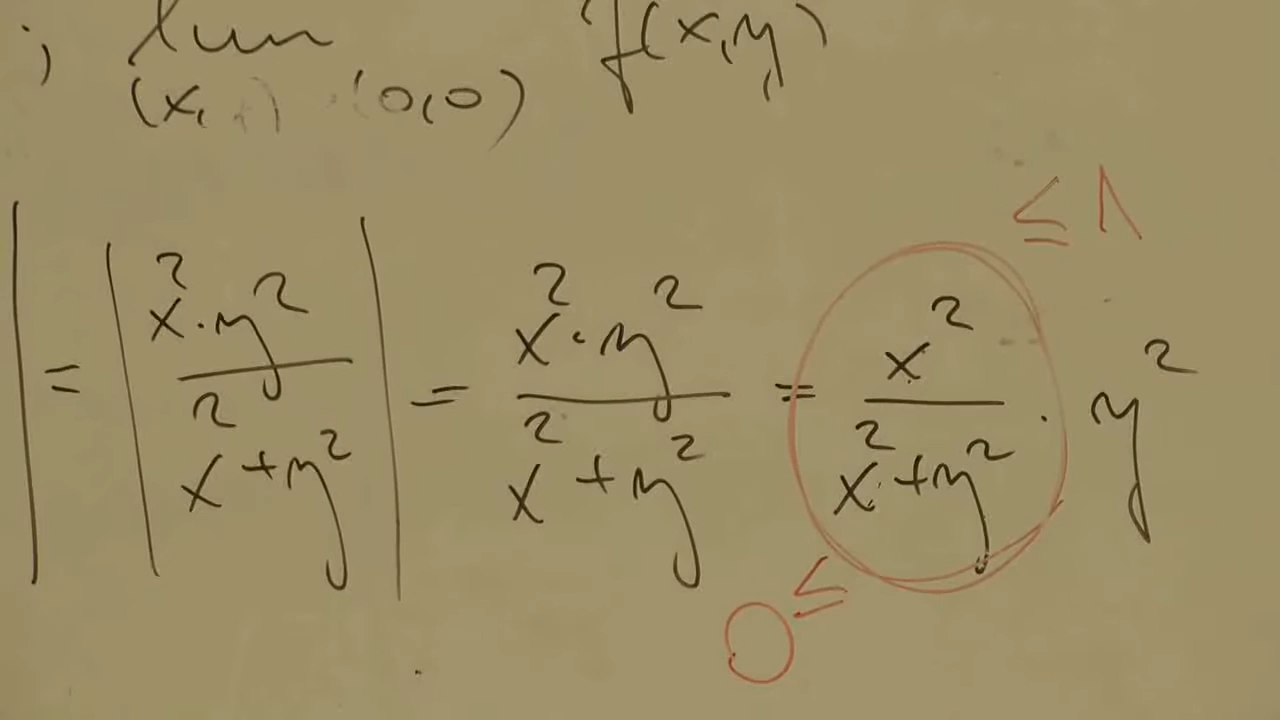 ; lim f(x,y)
(x, ) (0,0)
≤ 1
| = | x²·y² / x²+y² | = x²·y² / x²+y² = x² / x²+y² · y²
0 ≤